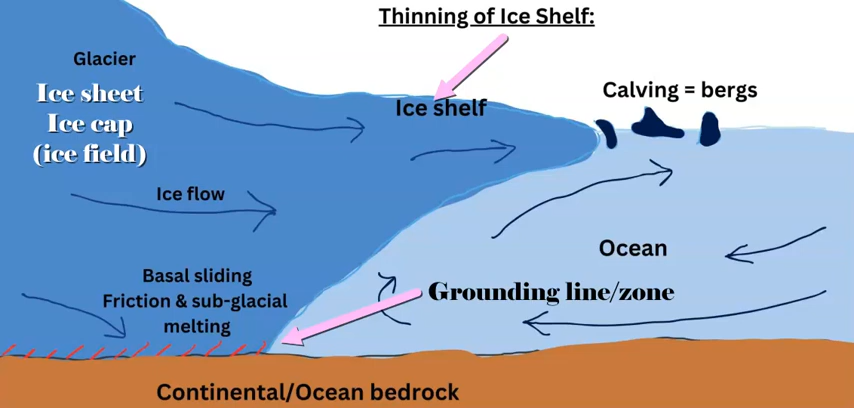 Thinning of Ice Shelf:
Glacier
Ice sheet
Ice cap
(ice field)
Ice shelf
Calving = bergs
Ice flow
Ocean
Basal sliding
Friction & sub-glacial
melting
Grounding line/zone
Continental/Ocean bedrock